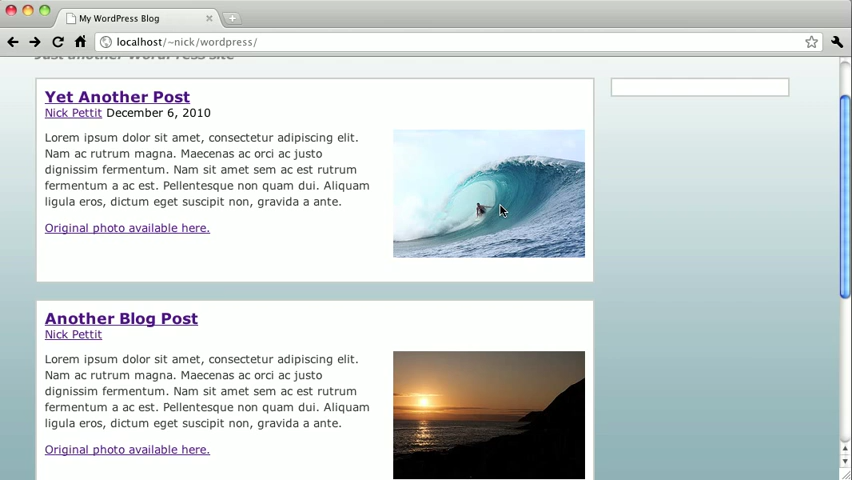 My WordPress Blog
localhost/~nick/wordpress/
Just another WordPress site
Yet Another Post
Nick Pettit December 6, 2010
Lorem ipsum dolor sit amet, consectetur adipiscing elit.
Nam ac rutrum magna. Maecenas ac orci ac justo
dignissim fermentum. Nam sit amet sem ac est rutrum
fermentum a ac est. Pellentesque non quam dui. Aliquam
ligula eros, dictum eget suscipit non, gravida a ante.
Original photo available here.
Another Blog Post
Nick Pettit
Lorem ipsum dolor sit amet, consectetur adipiscing elit.
Nam ac rutrum magna. Maecenas ac orci ac justo
dignissim fermentum. Nam sit amet sem ac est rutrum
fermentum a ac est. Pellentesque non quam dui. Aliquam
ligula eros, dictum eget suscipit non, gravida a ante.
Original photo available here.